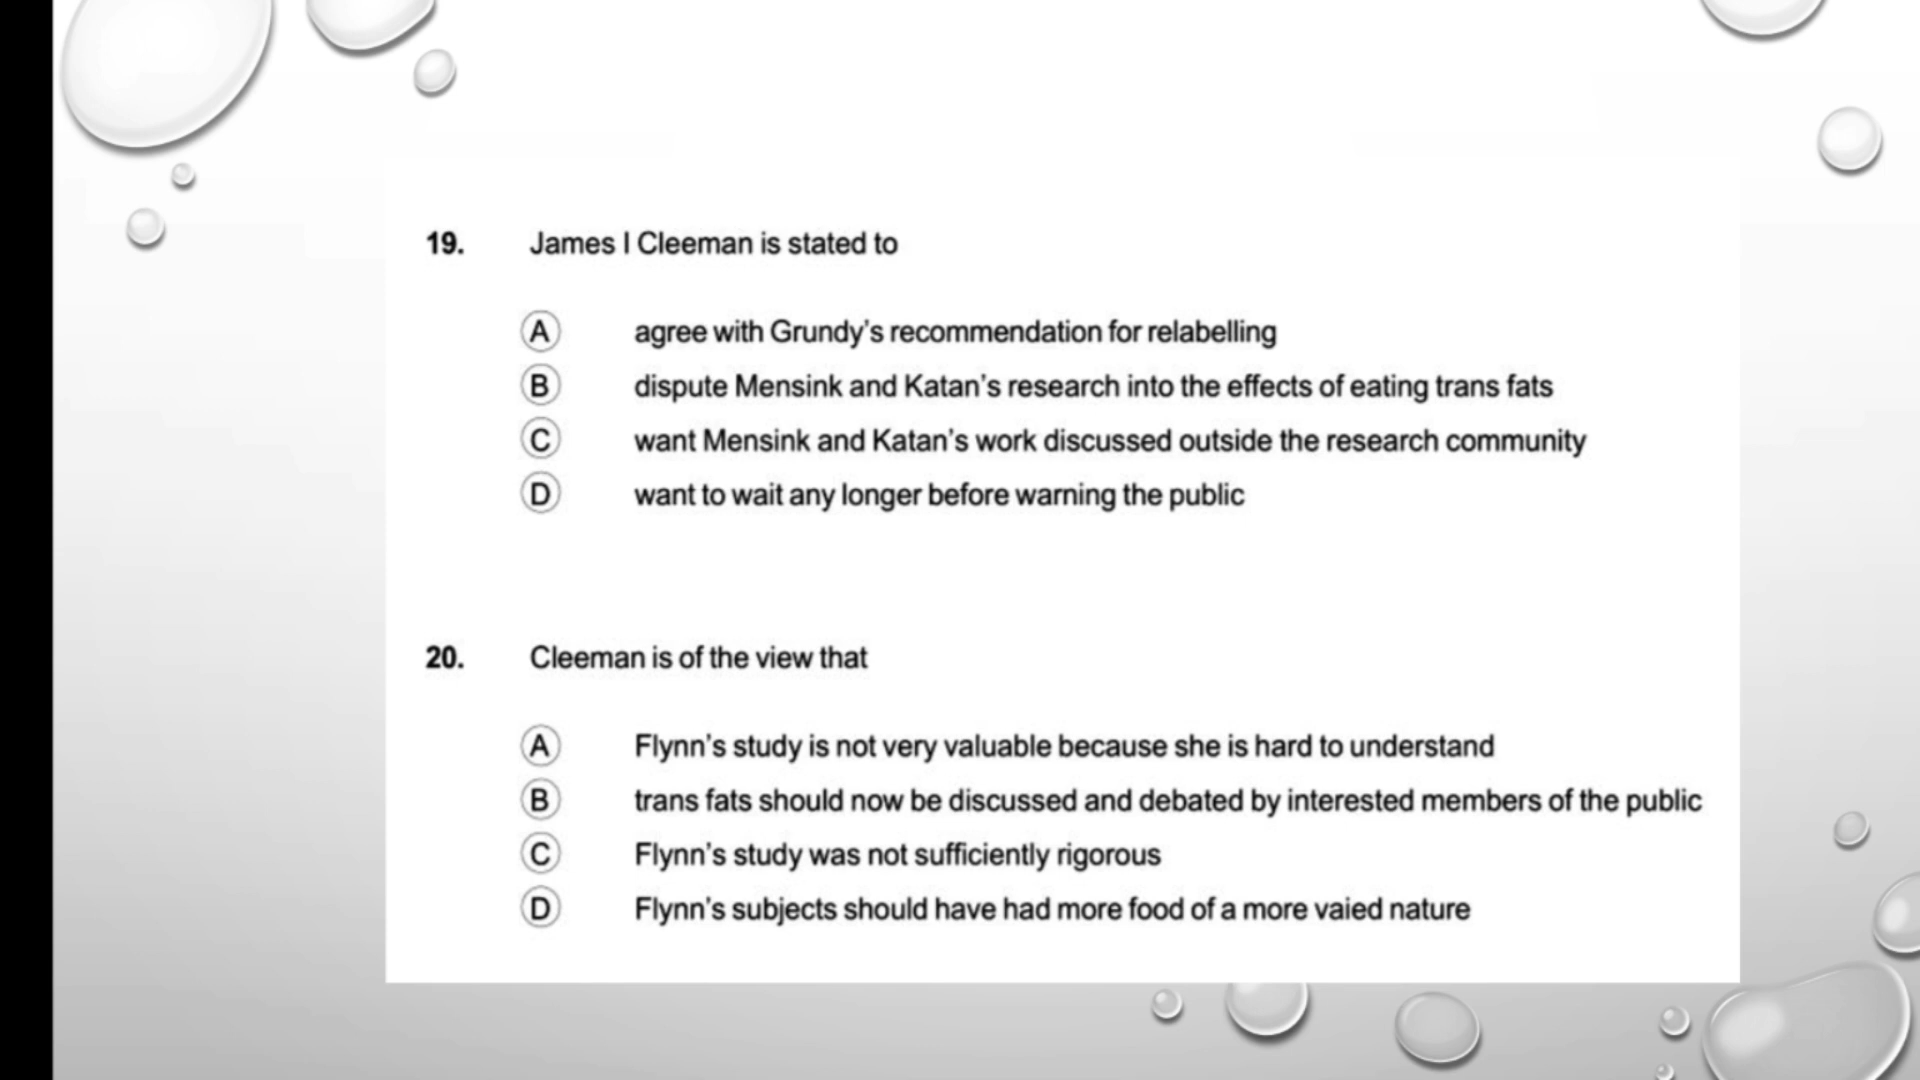 19. James I Cleeman is stated to
A agree with Grundy's recommendation for relabelling
B dispute Mensink and Katan's research into the effects of eating trans fats
C want Mensink and Katan's work discussed outside the research community
D want to wait any longer before warning the public
20. Cleeman is of the view that
A Flynn's study is not very valuable because she is hard to understand
B trans fats should now be discussed and debated by interested members of the public
C Flynn's study was not sufficiently rigorous
D Flynn's subjects should have had more food of a more vaied nature